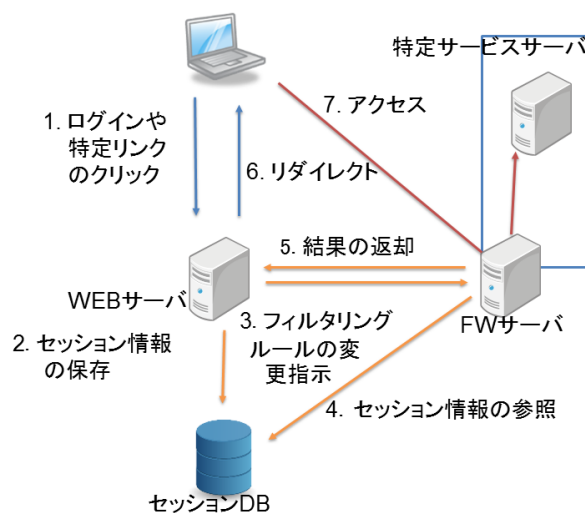 特定サービスサーバ
7. アクセス
1. ログインや
特定リンク
のクリック
6. リダイレクト
5. 結果の返却
WEBサーバ
FWサーバ
3. フィルタリング
ルールの変
更指示
2. セッション情報
の保存
4. セッション情報の参照
セッションDB